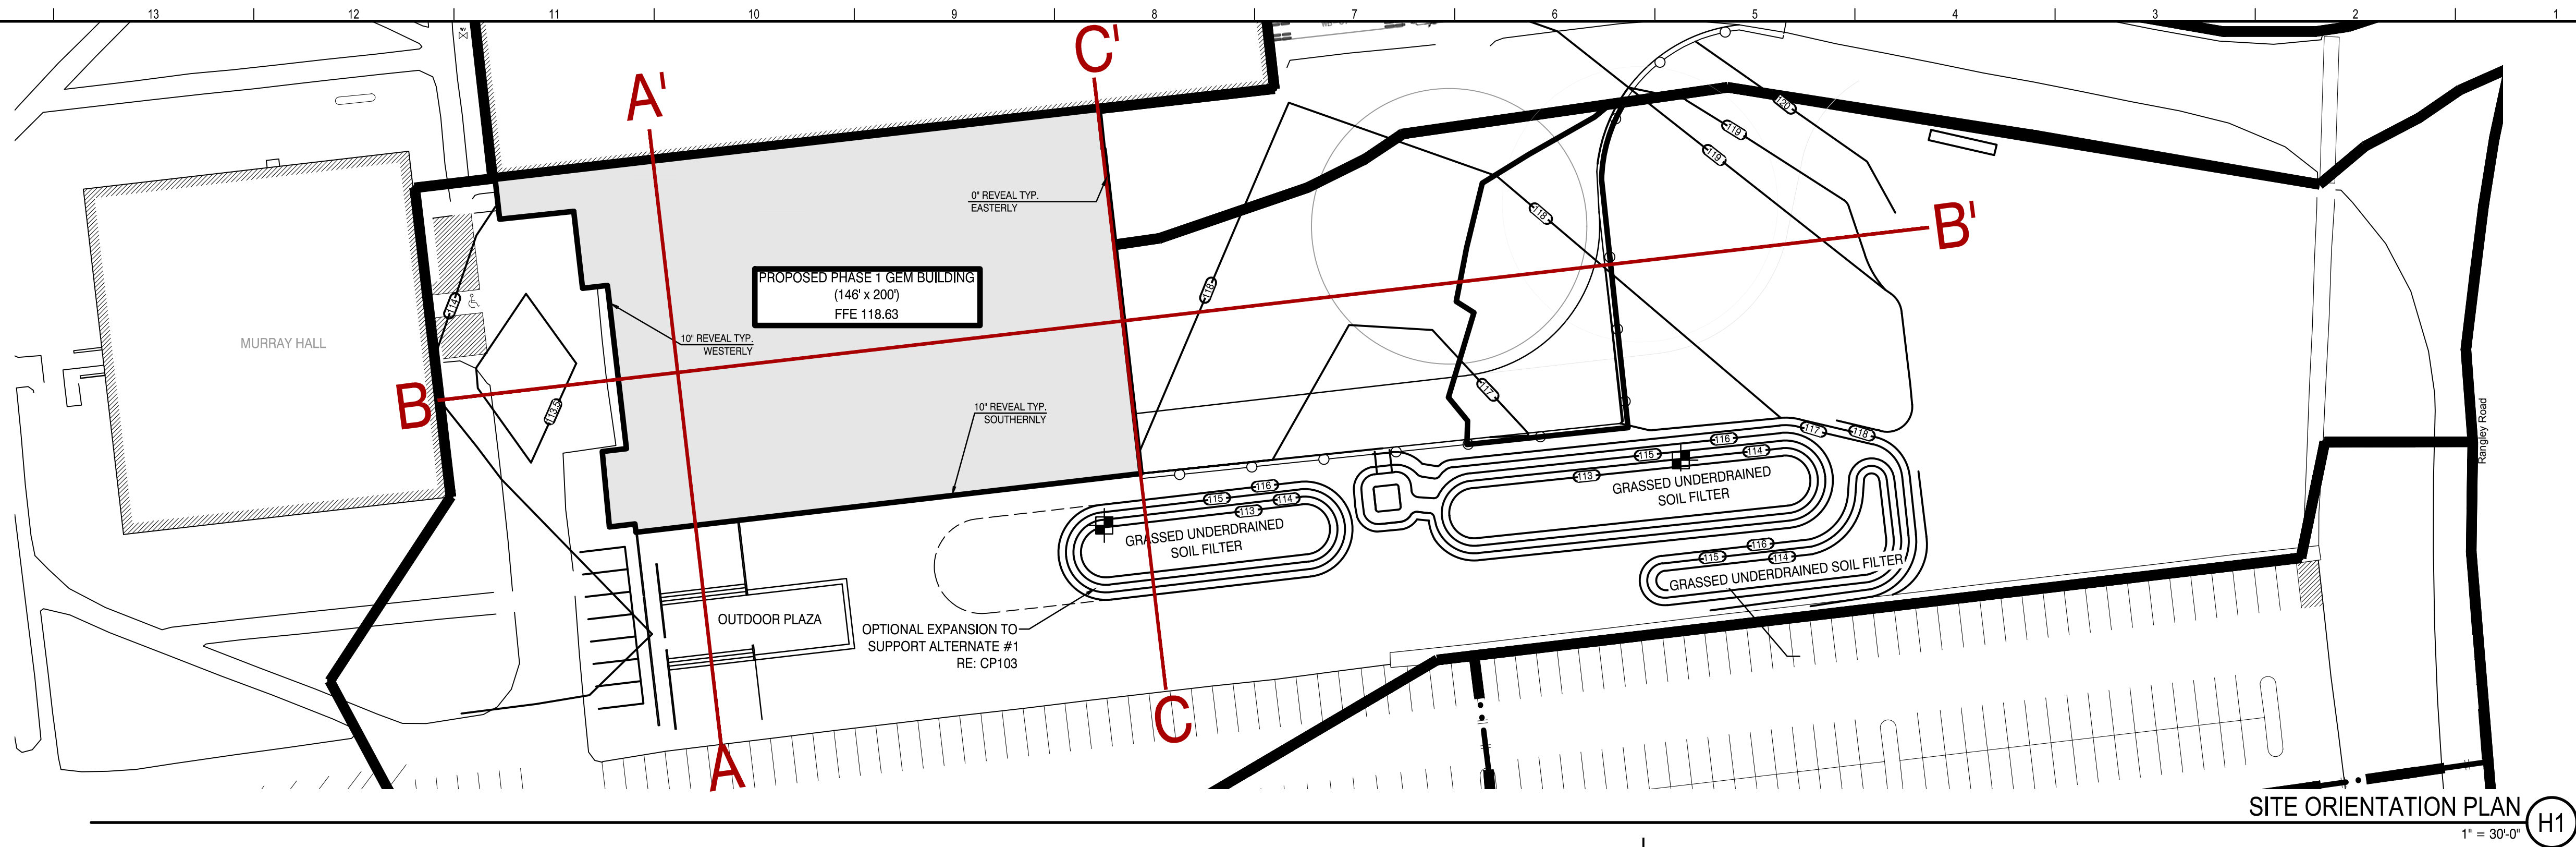 13 12 11 10 9 8 7 6 5 4 3 2 1
C'
A'
120
119
119
0" REVEAL TYP.
EASTERLY
118
B'
PROPOSED PHASE 1 GEM BUILDING
(146' x 200')
FFE 118.63
118
114
MURRAY HALL
10" REVEAL TYP.
WESTERLY
B
113.5
117
10" REVEAL TYP.
SOUTHERNLY
Rangley Road
117
118
116
115
114
113
GRASSED UNDERDRAINED
SOIL FILTER
116
115
114
113
GRASSED UNDERDRAINED
SOIL FILTER
116
115
114
GRASSED UNDERDRAINED SOIL FILTER
OUTDOOR PLAZA
OPTIONAL EXPANSION TO
SUPPORT ALTERNATE #1
RE: CP103
C
A
SITE ORIENTATION PLAN
H1
1" = 30'-0"